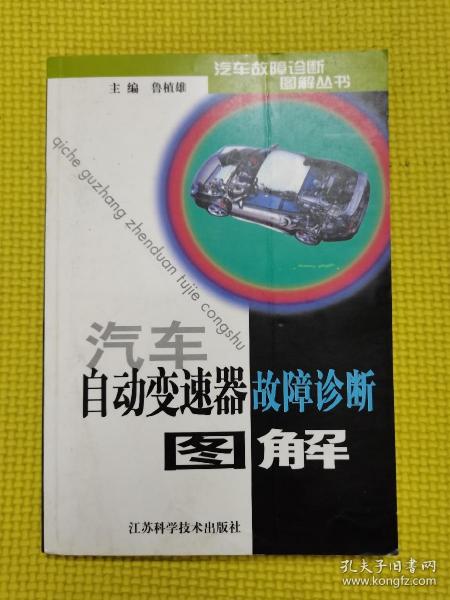 汽车故障诊断
图解丛书
主编 鲁植雄
qiche guzhang zhenduan tujie congshu
汽车
自动变速器故障诊断
图解
江苏科学技术出版社
孔夫子旧书网
www.kongfz.com